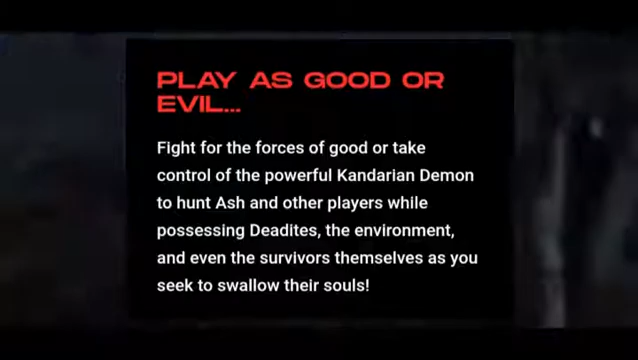 PLAY AS GOOD OR
EVIL...
Fight for the forces of good or take
control of the powerful Kandarian Demon
to hunt Ash and other players while
possessing Deadites, the environment,
and even the survivors themselves as you
seek to swallow their souls!